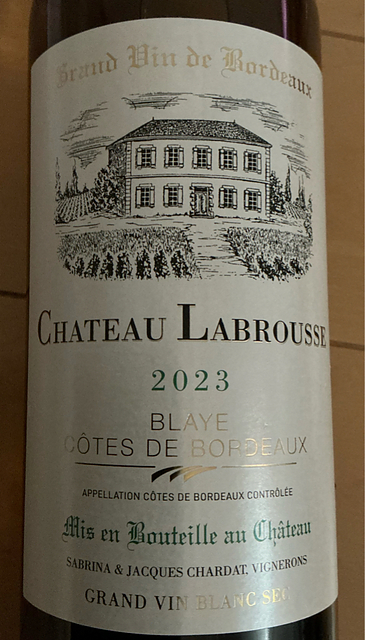 Grand Vin de Bordeaux
CHATEAU LABROUSSE
2023
BLAYE
CÔTES DE BORDEAUX
APPELLATION CÔTES DE BORDEAUX CONTRÔLÉE
Mis en Bouteille au Château
SABRINA & JACQUES CHARDAT. VIGNERONS
GRAND VIN BLANC SEC